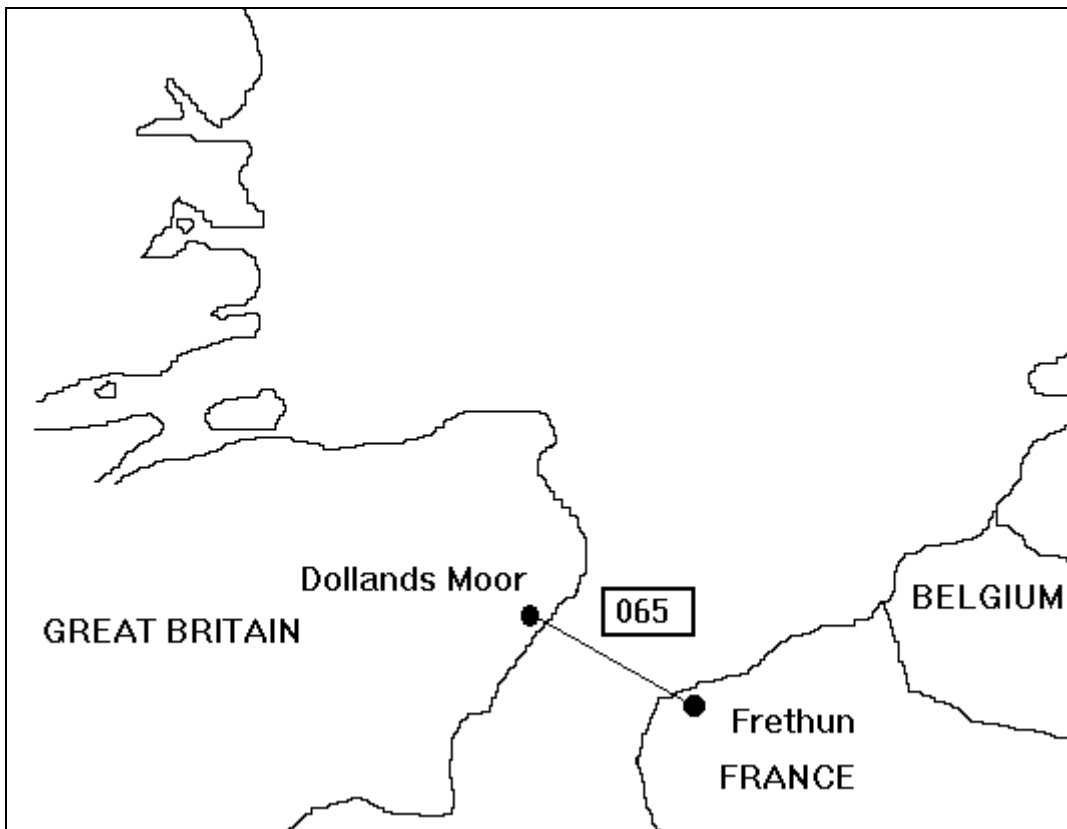 Dollands Moor
065
BELGIUM
GREAT BRITAIN
Frethun
FRANCE